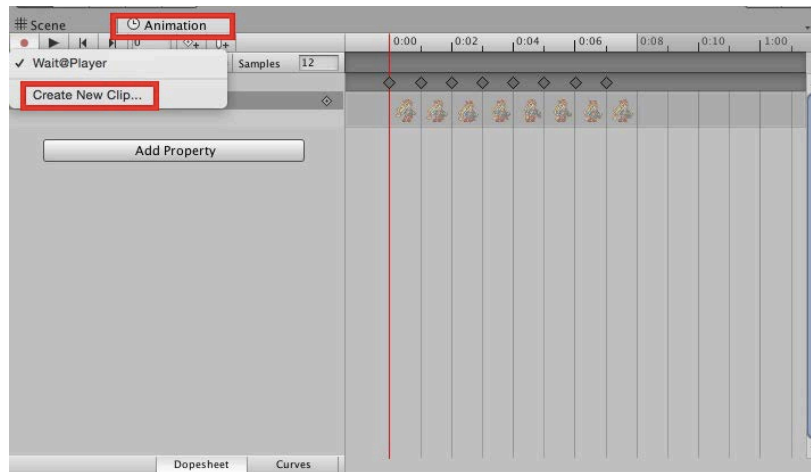 Scene Animation
0 0:00 0:02 0:04 0:06 0:08 0:10 1:00
Wait@Player Samples 12
Create New Clip...
Add Property
Dopesheet Curves